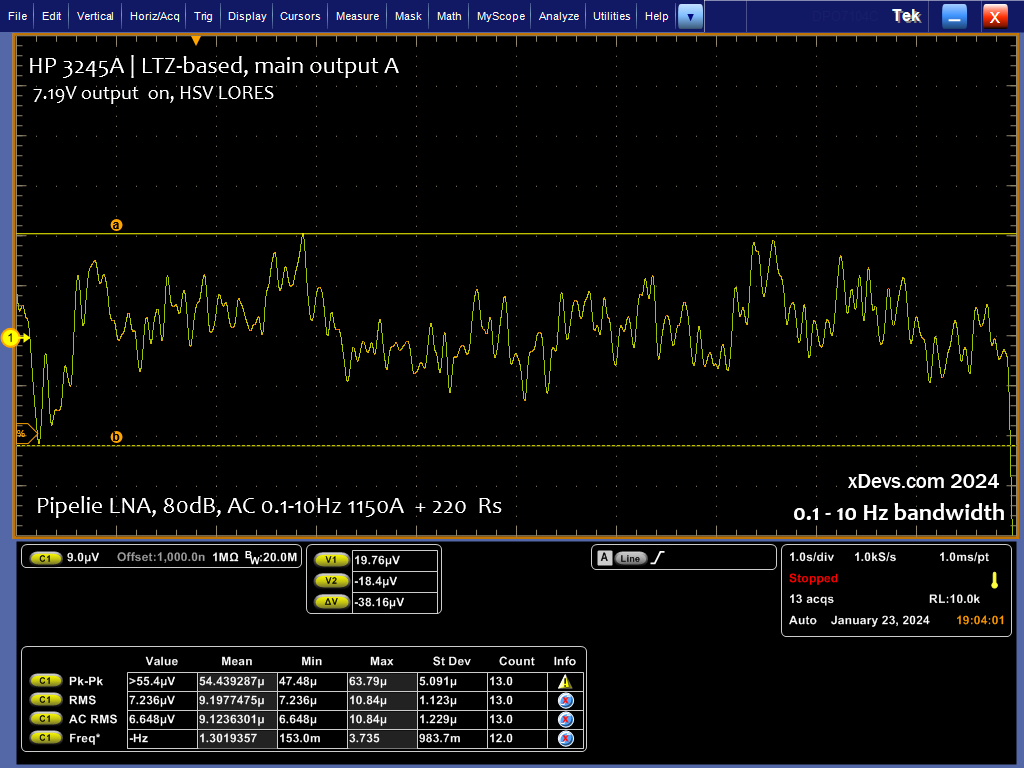 File Edit Vertical Horiz/Acq Trig Display Cursors Measure Mask Math MyScope Analyze Utilities Help Tek X
HP 3245A | LTZ-based, main output A
7.19V output on, HSV LORES
a
1
%
b
xDevs.com 2024
Pipelie LNA, 80dB, AC 0.1-10Hz 1150A + 220 Rs
0.1 - 10 Hz bandwidth
C1 9.0µV Offset:1,000.0n 1MΩ BW:20.0M
V1 19.76µV
V2 -18.4µV
ΔV -38.16µV
A Line
1.0s/div 1.0kS/s 1.0ms/pt
Stopped
13 acqs RL:10.0k
Auto January 23, 2024 19:04:01
Value Mean Min Max St Dev Count Info
C1 Pk-Pk >55.4µV 54.439287µ 47.48µ 63.79µ 5.091µ 13.0
C1 RMS 7.236µV 9.1977475µ 7.236µ 10.84µ 1.123µ 13.0
C1 AC RMS 6.648µV 9.1236301µ 6.648µ 10.84µ 1.229µ 13.0
C1 Freq* -Hz 1.3019357 153.0m 3.735 983.7m 12.0